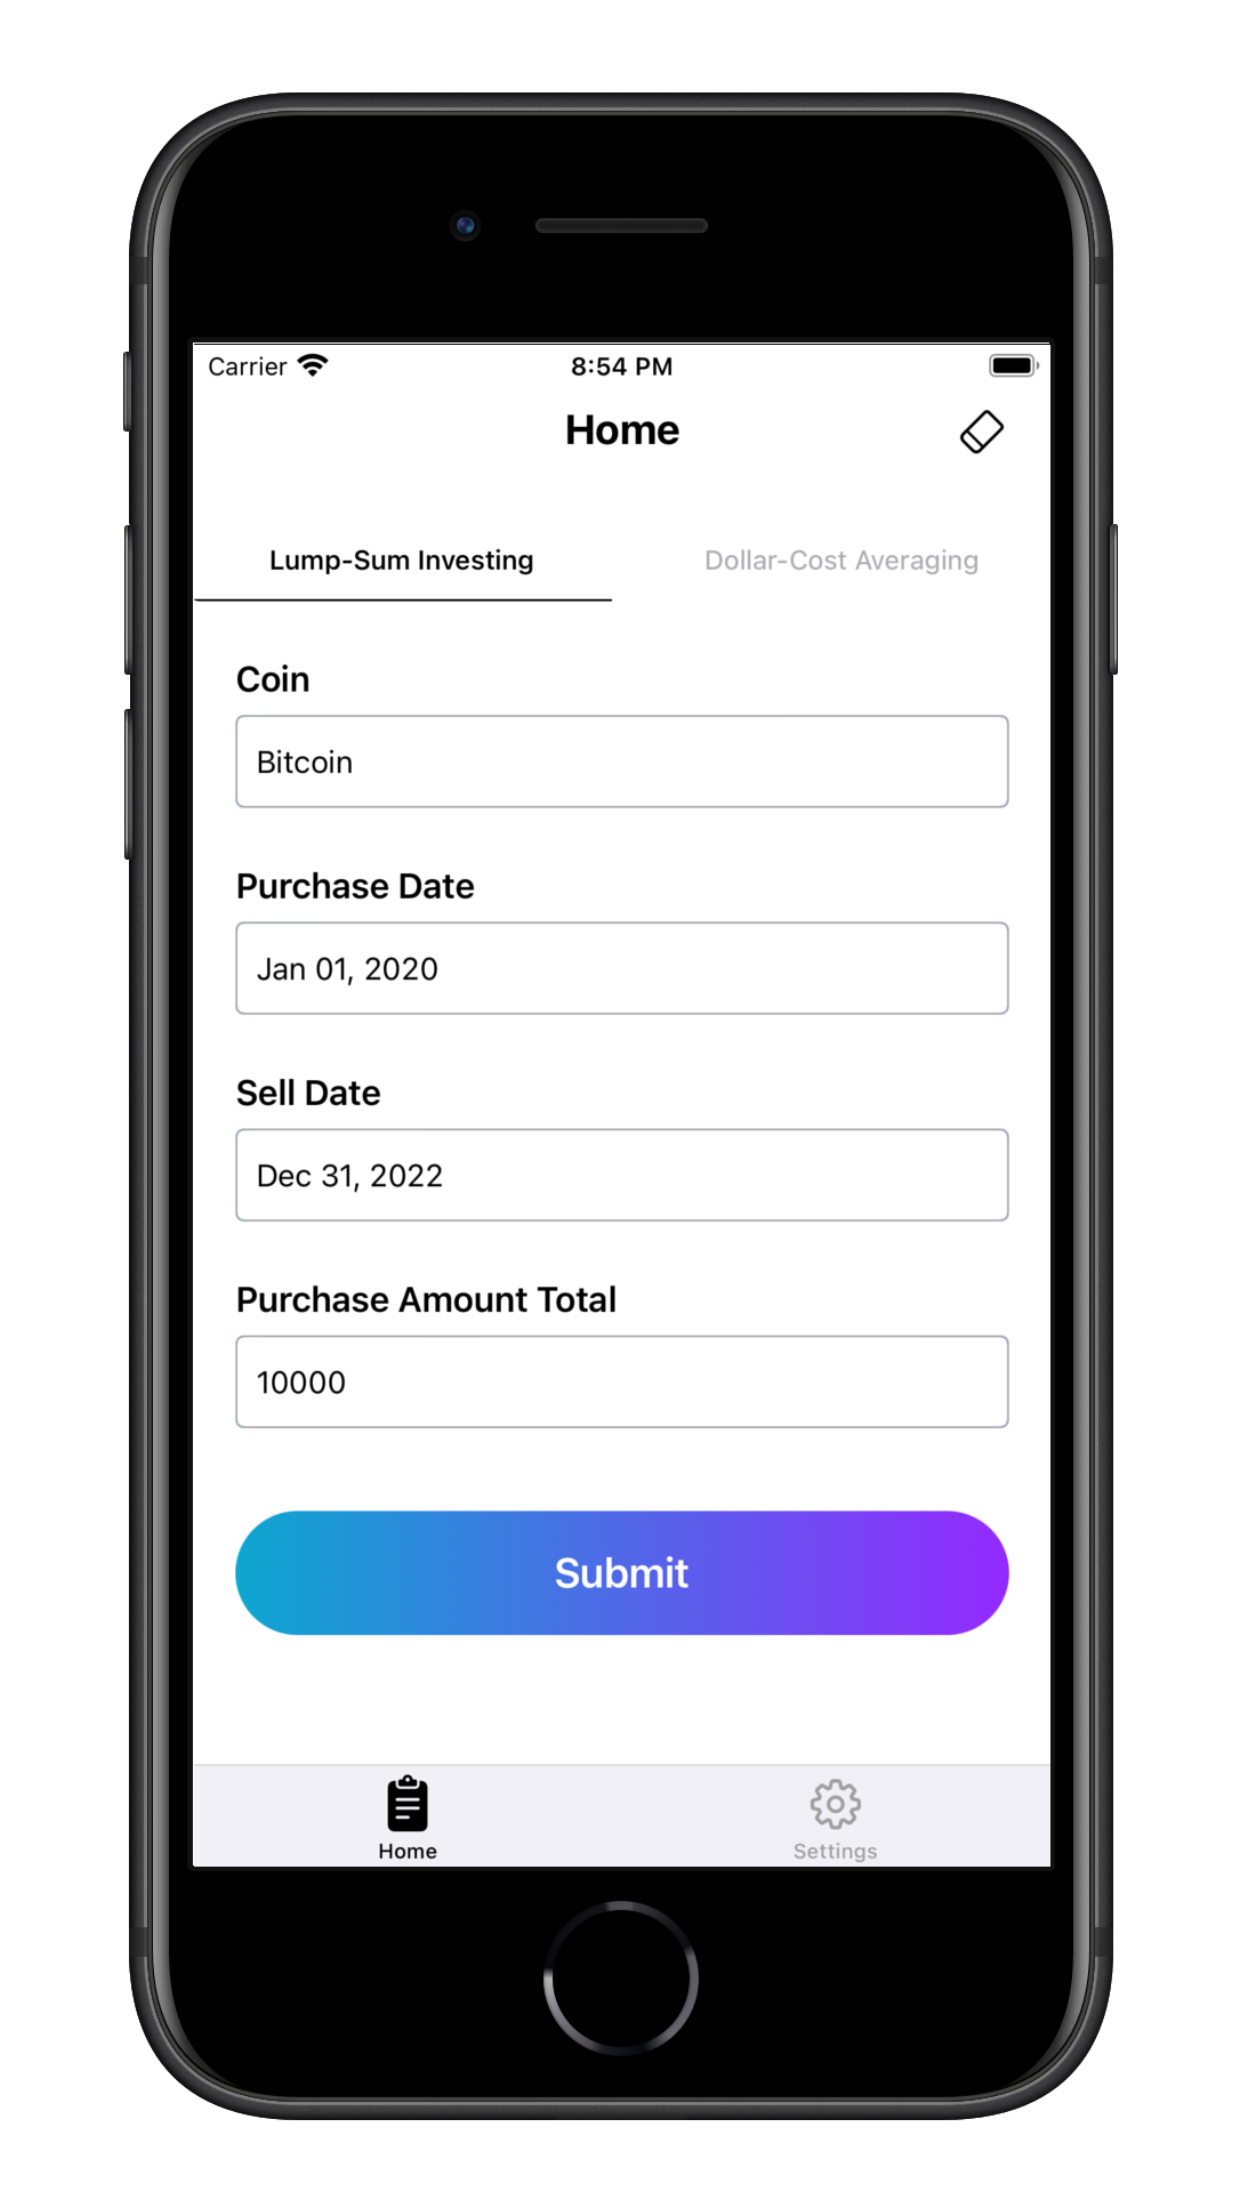 Carrier 8:54 PM
Home
Lump-Sum Investing Dollar-Cost Averaging
Coin
Bitcoin
Purchase Date
Jan 01, 2020
Sell Date
Dec 31, 2022
Purchase Amount Total
10000
Submit
Home Settings